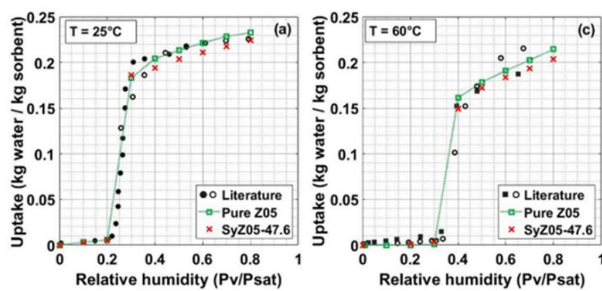 T = 25°C
(a)
0.25
0.2
0.15
0.1
0.05
0
Uptake (kg water / kg sorbent)
Literature
Pure Z05
SyZ05-47.6
0 0.2 0.4 0.6 0.8 1
Relative humidity (Pv/Psat)
T = 60°C
(c)
0.25
0.2
0.15
0.1
0.05
0
Uptake (kg water / kg sorbent)
Literature
Pure Z05
SyZ05-47.6
0 0.2 0.4 0.6 0.8 1
Relative humidity (Pv/Psat)